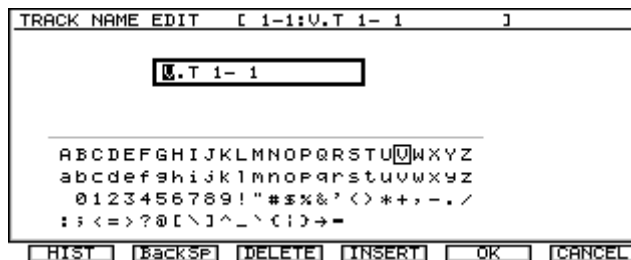 TRACK NAME EDIT [ 1-1:V.T 1- 1 ]
V.T 1- 1
ABCDEFGHIJKLMNOPQRSTUVWXYZ
abcdefghijklmnopqrstuvwxyz
0123456789!"#$%&'()*+,-./
:;<=>?@[\]^_`{|}→←
HIST BackSP DELETE INSERT OK CANCEL